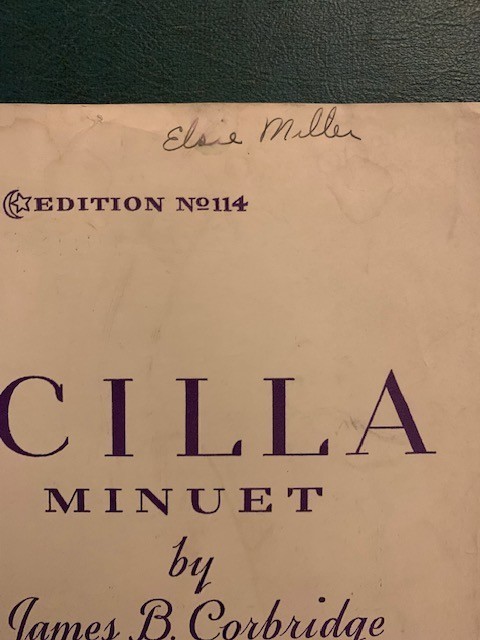 Elsie Miller
EDITION No114
CILLA
MINUET
by
James B. Corbridge